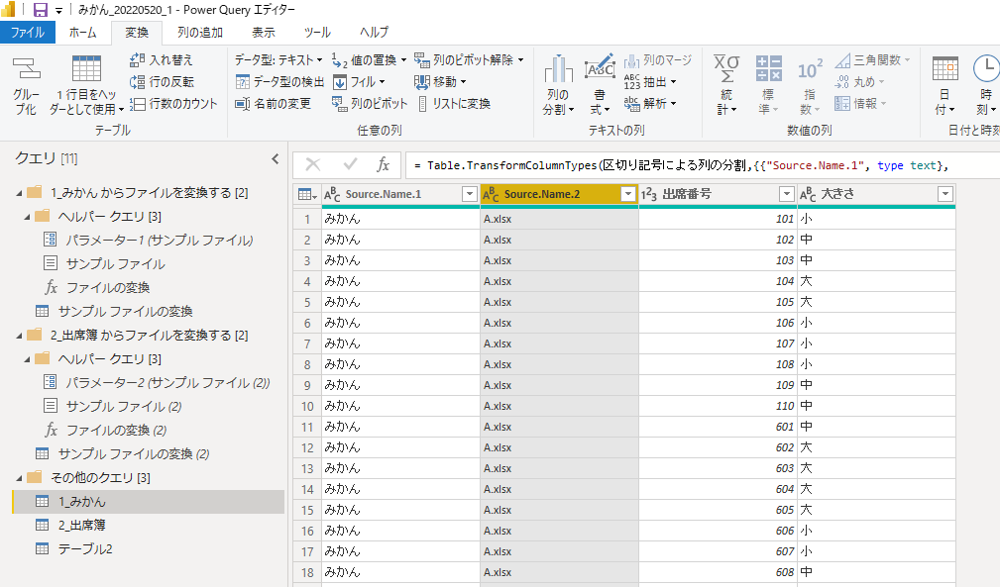 みかん_20220520_1 - Power Query エディター
ファイル ホーム 変換 列の追加 表示 ツール ヘルプ
グループ化
1 行目をヘッダーとして使用
入れ替え
行の反転
行数のカウント
テーブル
データ型: テキスト
データ型の検出
名前の変更
値の置換
フィル
列のピボット
列のピボット解除
移動
リストに変換
任意の列
列の分割
書式
列のマージ
抽出
解析
テキストの列
統計
標準
指数
三角関数
丸め
情報
数値の列
日付
時刻
日付と時刻
クエリ [11]
1_みかん からファイルを変換する [2]
ヘルパー クエリ [3]
パラメーター1 (サンプル ファイル)
サンプル ファイル
ファイルの変換
サンプル ファイルの変換
2_出席簿 からファイルを変換する [2]
ヘルパー クエリ [3]
パラメーター2 (サンプル ファイル (2))
サンプル ファイル (2)
ファイルの変換 (2)
サンプル ファイルの変換 (2)
その他のクエリ [3]
1_みかん
2_出席簿
テーブル2
fx = Table.TransformColumnTypes(区切り記号による列の分割,{{"Source.Name.1", type text},
Source.Name.1 Source.Name.2 出席番号 大きさ
1 みかん A.xlsx 101 小
2 みかん A.xlsx 102 中
3 みかん A.xlsx 103 中
4 みかん A.xlsx 104 大
5 みかん A.xlsx 105 大
6 みかん A.xlsx 106 小
7 みかん A.xlsx 107 小
8 みかん A.xlsx 108 小
9 みかん A.xlsx 109 中
10 みかん A.xlsx 110 中
11 みかん A.xlsx 601 中
12 みかん A.xlsx 602 大
13 みかん A.xlsx 603 大
14 みかん A.xlsx 604 大
15 みかん A.xlsx 605 大
16 みかん A.xlsx 606 小
17 みかん A.xlsx 607 小
18 みかん A.xlsx 608 中